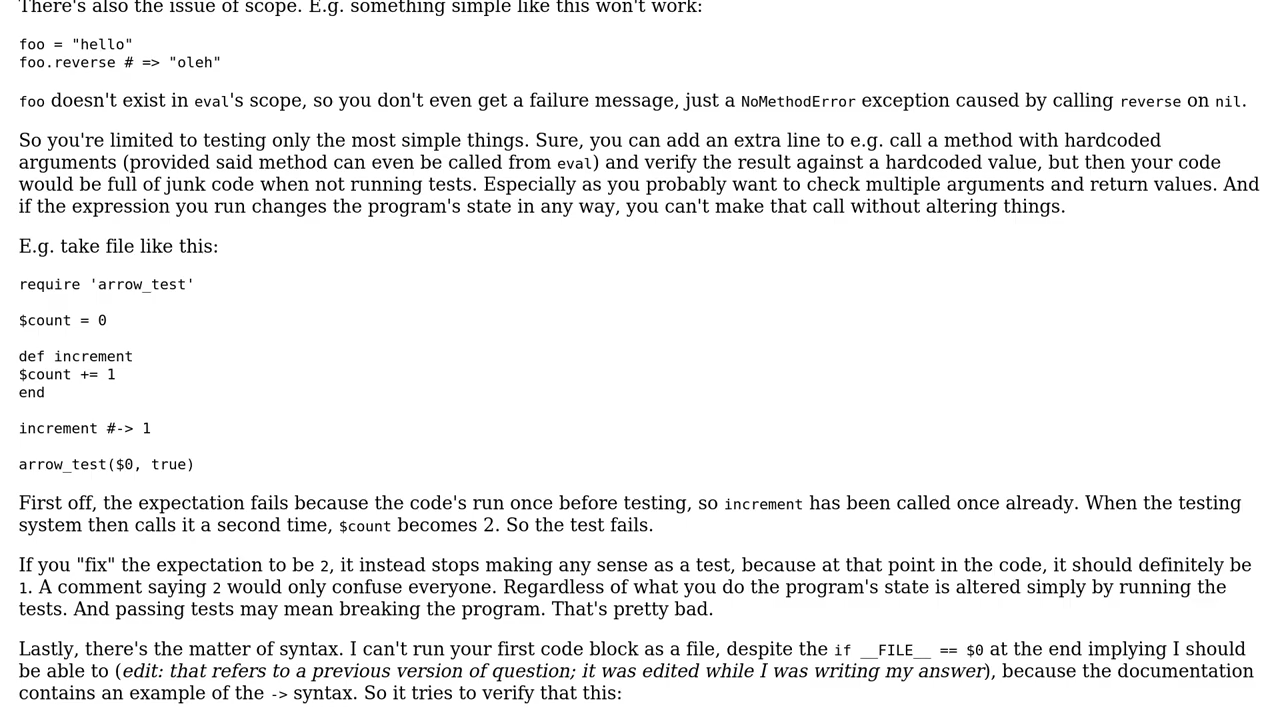 There's also the issue of scope. E.g. something simple like this won't work:
foo = "hello"
foo.reverse # => "oleh"
foo doesn't exist in eval's scope, so you don't even get a failure message, just a NoMethodError exception caused by calling reverse on nil.
So you're limited to testing only the most simple things. Sure, you can add an extra line to e.g. call a method with hardcoded
arguments (provided said method can even be called from eval) and verify the result against a hardcoded value, but then your code
would be full of junk code when not running tests. Especially as you probably want to check multiple arguments and return values. And
if the expression you run changes the program's state in any way, you can't make that call without altering things.
E.g. take file like this:
require 'arrow_test'
$count = 0
def increment
$count += 1
end
increment #-> 1
arrow_test($0, true)
First off, the expectation fails because the code's run once before testing, so increment has been called once already. When the testing
system then calls it a second time, $count becomes 2. So the test fails.
If you "fix" the expectation to be 2, it instead stops making any sense as a test, because at that point in the code, it should definitely be
1. A comment saying 2 would only confuse everyone. Regardless of what you do the program's state is altered simply by running the
tests. And passing tests may mean breaking the program. That's pretty bad.
Lastly, there's the matter of syntax. I can't run your first code block as a file, despite the if __FILE__ == $0 at the end implying I should
be able to (edit: that refers to a previous version of question; it was edited while I was writing my answer), because the documentation
contains an example of the -> syntax. So it tries to verify that this: